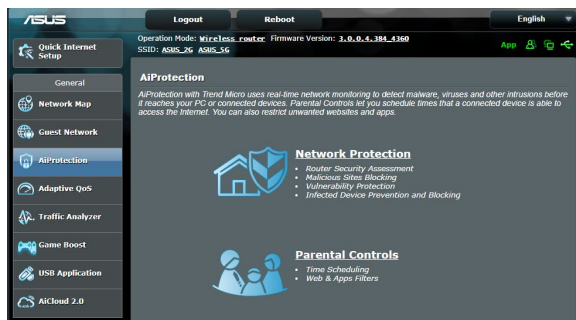 ASUS
Logout
Reboot
English
Operation Mode: Wireless router Firmware Version: 3.0.0.4.384_4360
SSID: ASUS_2G ASUS_5G
App
Quick Internet
Setup
General
Network Map
Guest Network
AiProtection
Adaptive QoS
Traffic Analyzer
Game Boost
USB Application
AiCloud 2.0
AiProtection
AiProtection with Trend Micro uses real-time network monitoring to detect malware, viruses and other intrusions before
it reaches your PC or connected devices. Parental Controls let you schedule times that a connected device is able to
access the Internet. You can also restrict unwanted websites and apps.
Network Protection
• Router Security Assessment
• Malicious Sites Blocking
• Vulnerability Protection
• Infected Device Prevention and Blocking
Parental Controls
• Time Scheduling
• Web & Apps Filters